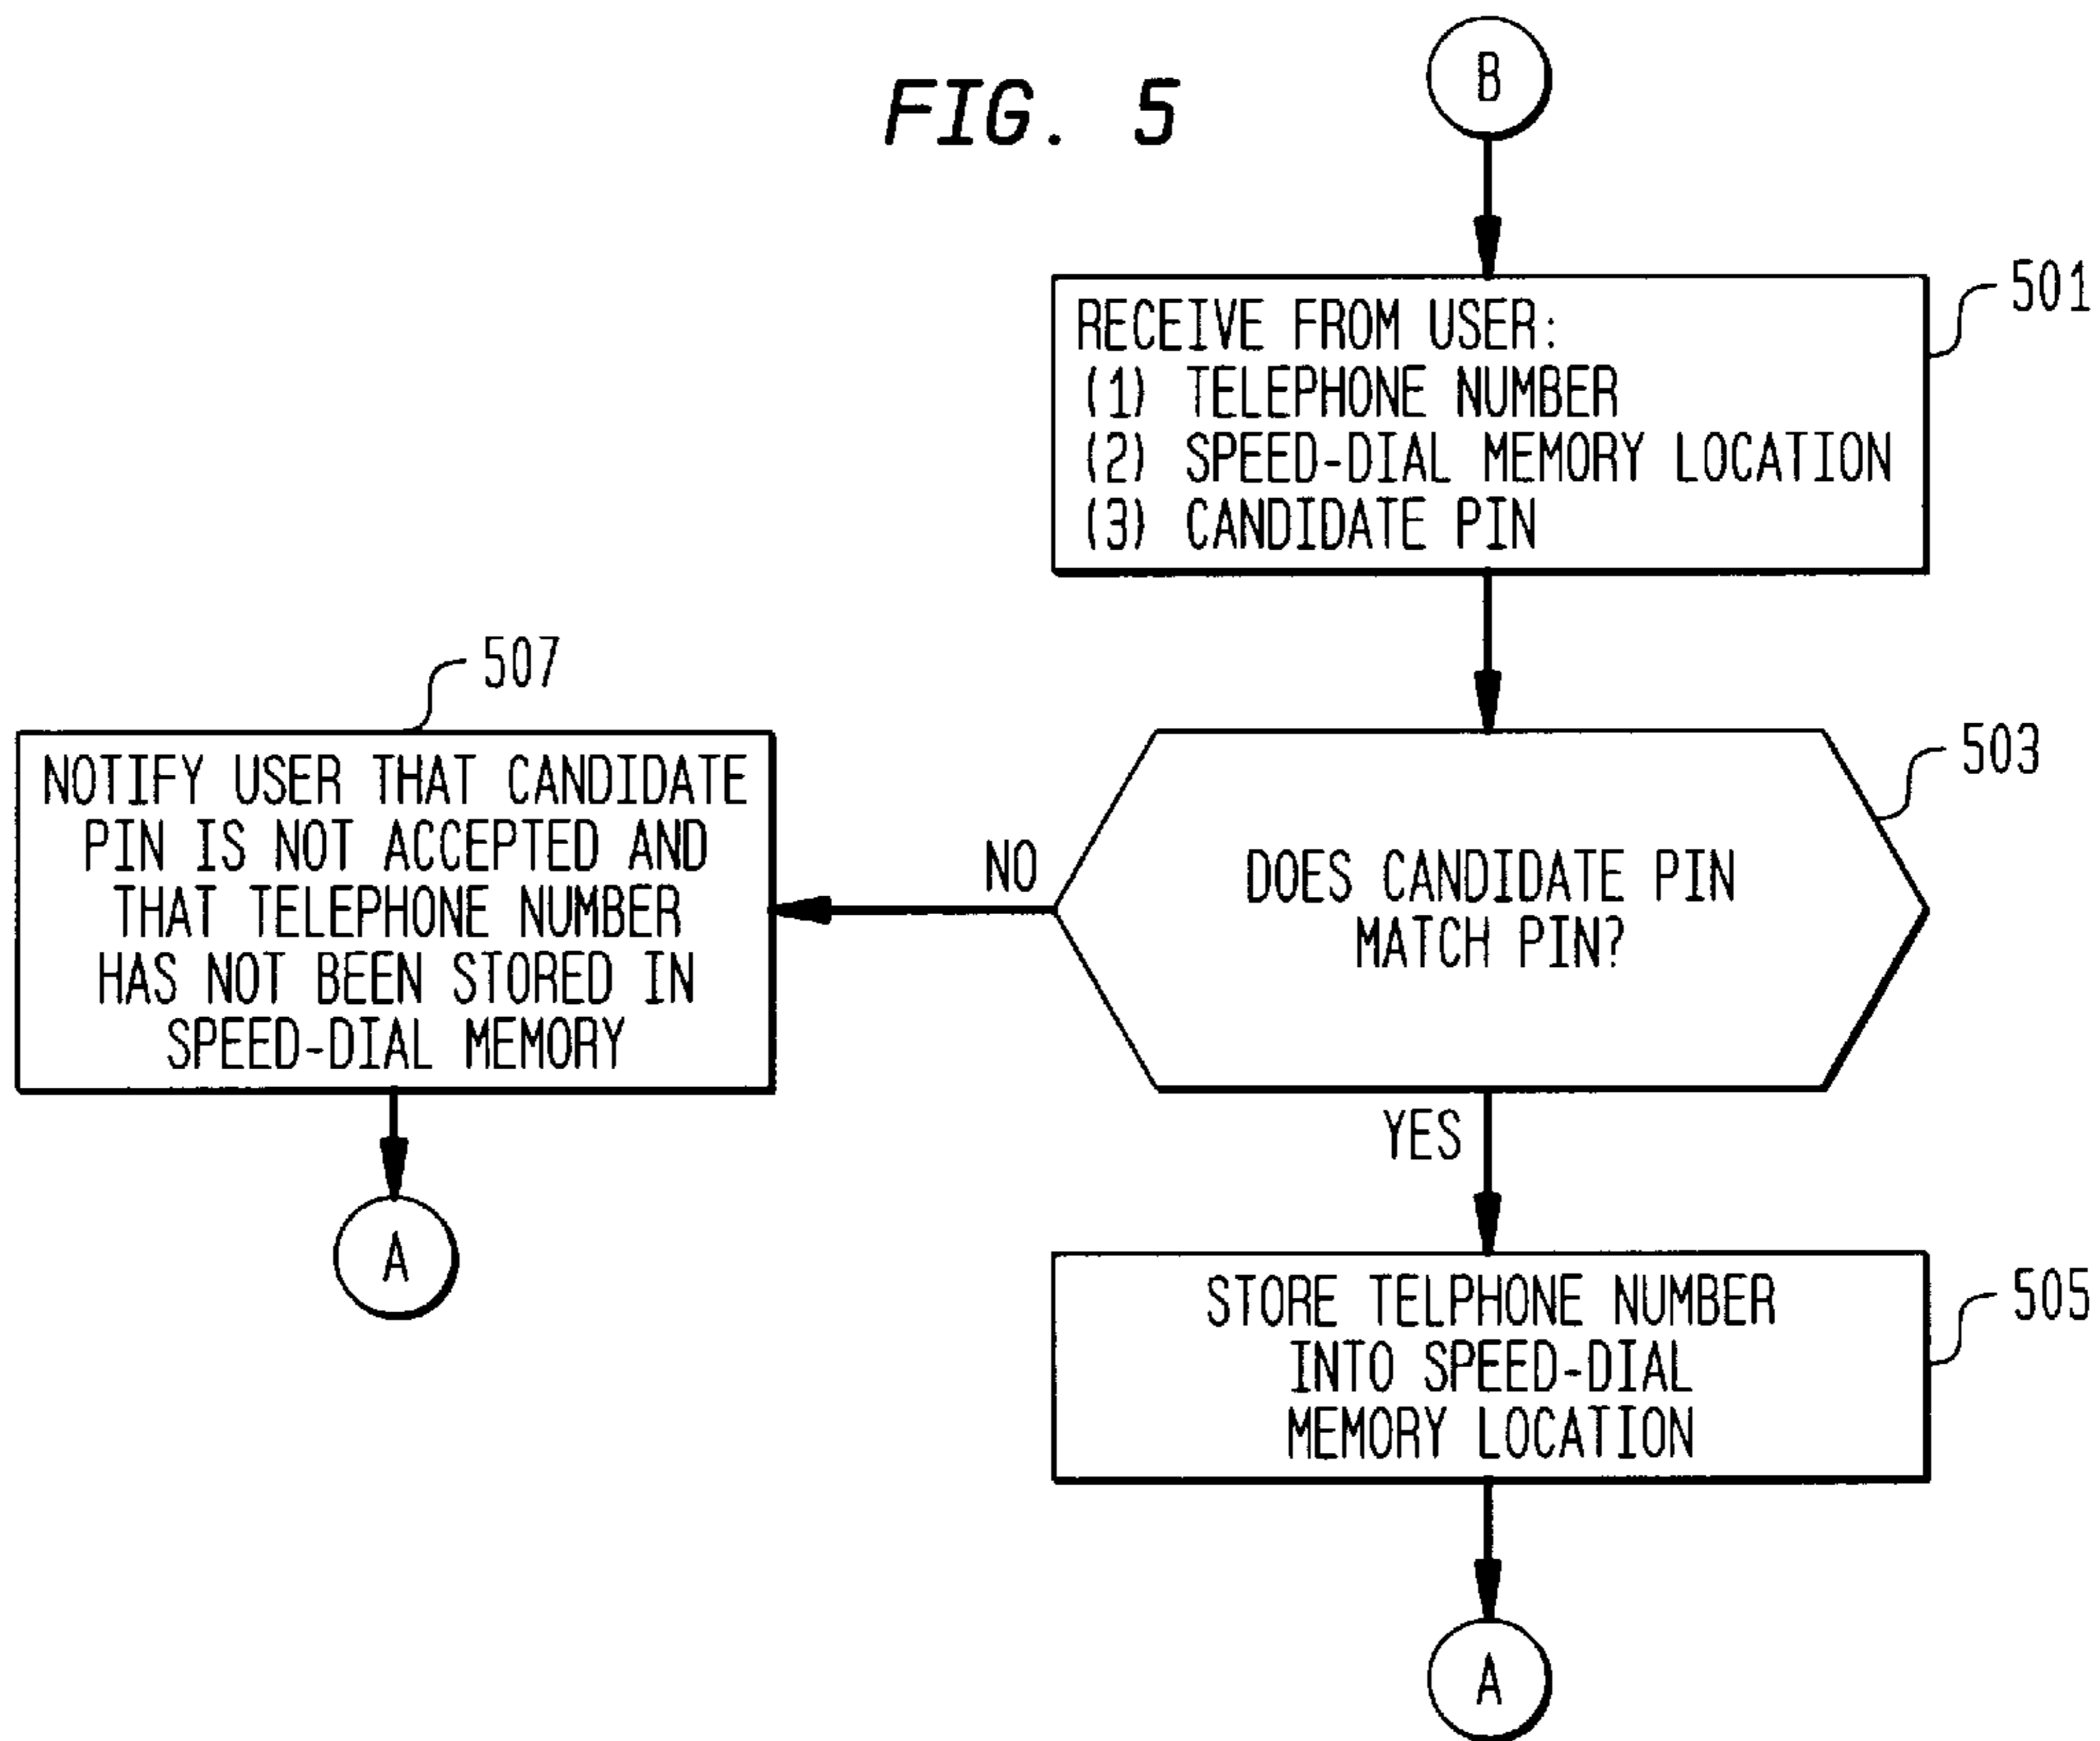 FIG. 5
B
501
RECEIVE FROM USER:
(1) TELEPHONE NUMBER
(2) SPEED-DIAL MEMORY LOCATION
(3) CANDIDATE PIN
507
NOTIFY USER THAT CANDIDATE
PIN IS NOT ACCEPTED AND
THAT TELEPHONE NUMBER
HAS NOT BEEN STORED IN
SPEED-DIAL MEMORY
NO
503
DOES CANDIDATE PIN
MATCH PIN?
YES
A
505
STORE TELPHONE NUMBER
INTO SPEED-DIAL
MEMORY LOCATION
A